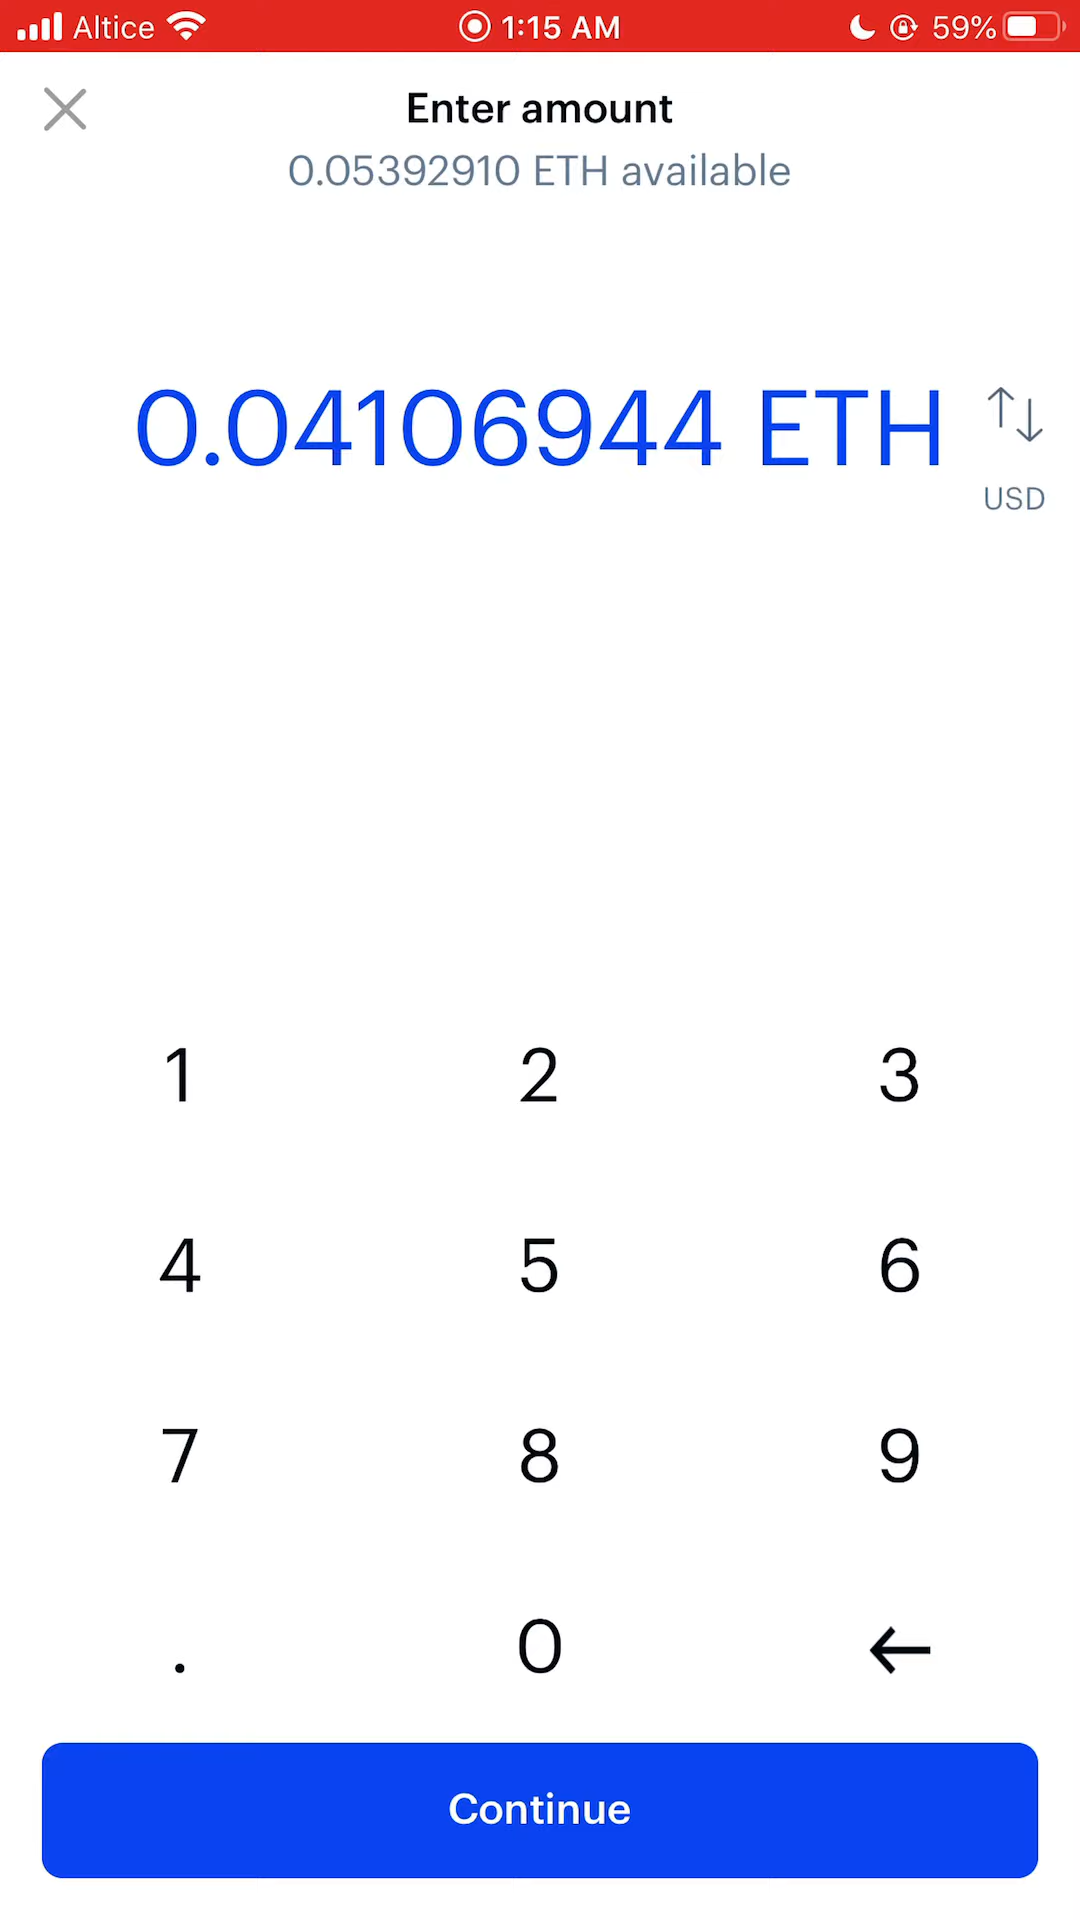 Altice 1:15 AM 59%
Enter amount
0.05392910 ETH available
0.04106944 ETH
USD
1 2 3
4 5 6
7 8 9
. 0
Continue